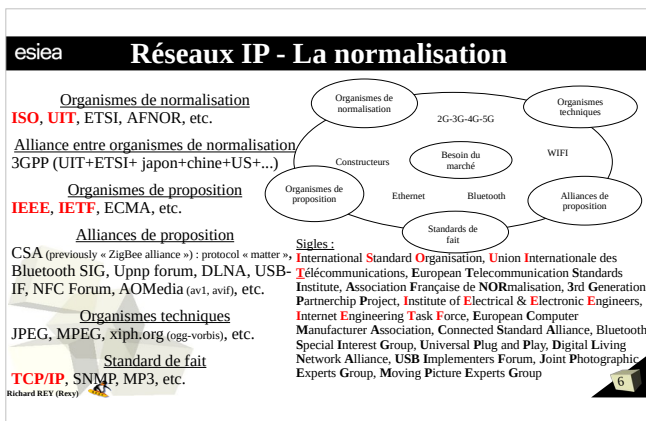 esiea
Réseaux IP - La normalisation
Organismes de normalisation
ISO, UIT, ETSI, AFNOR, etc.
Alliance entre organismes de normalisation
3GPP (UIT+ETSI+ japon+chine+US+...)
Organismes de proposition
IEEE, IETF, ECMA, etc.
Alliances de proposition
CSA (previously « ZigBee alliance ») : protocol « matter »,
Bluetooth SIG, Upnp forum, DLNA, USB-
IF, NFC Forum, AOMedia (av1, avif), etc.
Organismes techniques
JPEG, MPEG, xiph.org (ogg-vorbis), etc.
Standard de fait
TCP/IP, SNMP, MP3, etc.
Richard REY (Rexy)
Organismes de
normalisation
2G-3G-4G-5G
Organismes
techniques
Constructeurs
Besoin du
marché
WIFI
Organismes de
proposition
Ethernet
Bluetooth
Alliances de
proposition
Standards de
fait
Sigles :
International Standard Organisation, Union Internationale des
Télécommunications, European Telecommunication Standards
Institute, Association Française de NORmalisation, 3rd Generation
Partnerchip Project, Institute of Electrical & Electronic Engineers,
Internet Engineering Task Force, European Computer
Manufacturer Association, Connected Standard Alliance, Bluetooth
Special Interest Group, Universal Plug and Play, Digital Living
Network Alliance, USB Implementers Forum, Joint Photographic
Experts Group, Moving Picture Experts Group
6